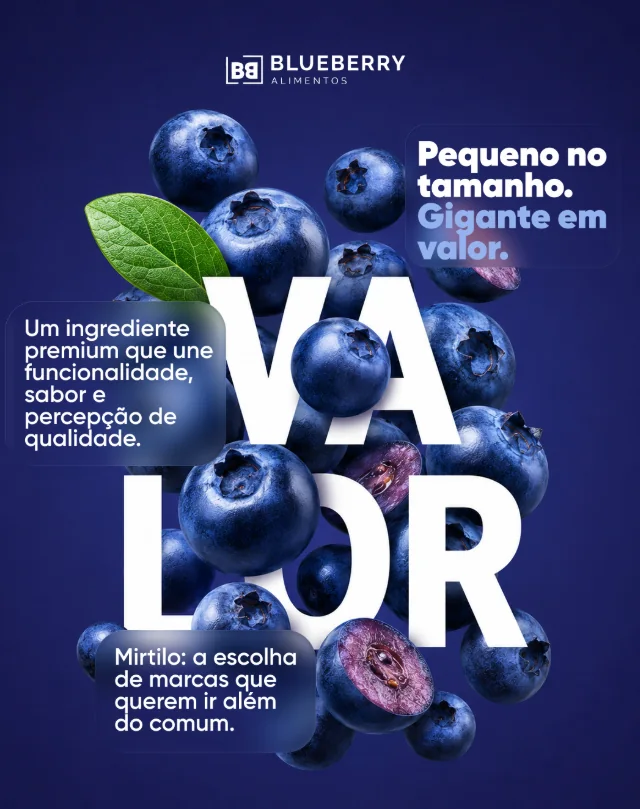 BB BLUEBERRY
ALIMENTOS
Pequeno no
tamanho.
Gigante em
valor.
VA
LOR
Um ingrediente
premium que une
funcionalidade,
sabor e
percepção de
qualidade.
Mirtilo: a escolha
de marcas que
querem ir além
do comum.